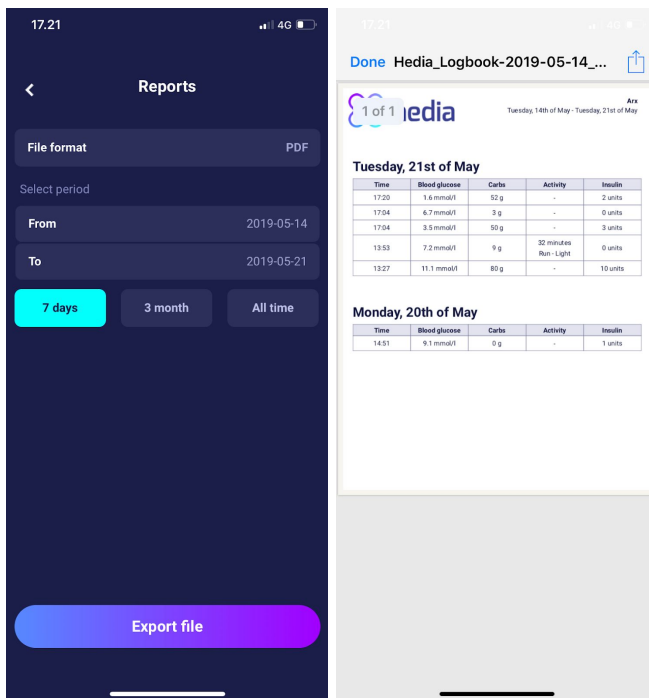 17.21
4G
Reports
File format PDF
Select period
From 2019-05-14
To 2019-05-21
7 days 3 month All time
Export file
17.21 4G
Done Hedia_Logbook-2019-05-14_...
1 of 1
edia
Arx
Tuesday, 14th of May - Tuesday, 21st of May
Tuesday, 21st of May
Time Blood glucose Carbs Activity Insulin
17:20 1.6 mmol/l 52 g - 2 units
17:04 6.7 mmol/l 3 g - 0 units
17:04 3.5 mmol/l 50 g - 3 units
13:53 7.2 mmol/l 9 g 32 minutes 0 units
Run - Light
13:27 11.1 mmol/l 80 g - 10 units
Monday, 20th of May
Time Blood glucose Carbs Activity Insulin
14:51 9.1 mmol/l 0 g - 1 units